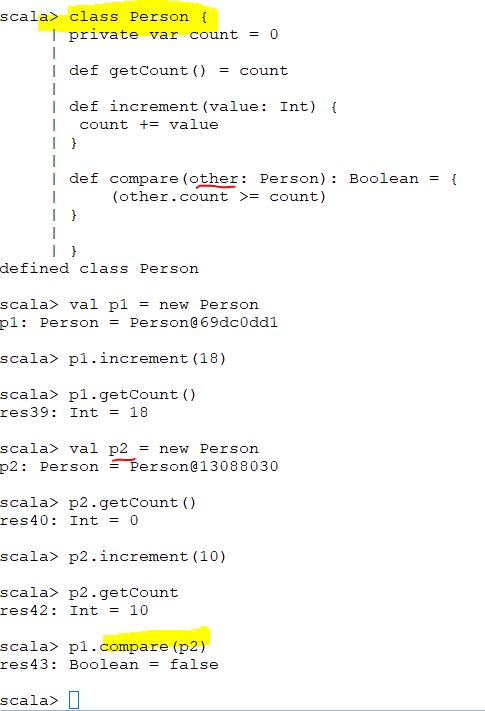 scala> class Person {
     | private var count = 0
     |
     | def getCount() = count
     |
     | def increment(value: Int) {
     |  count += value
     | }
     |
     | def compare(other: Person): Boolean = {
     |     (other.count >= count)
     | }
     |
     | }
defined class Person
scala> val p1 = new Person
p1: Person = Person@69dc0dd1
scala> p1.increment(18)
scala> p1.getCount()
res39: Int = 18
scala> val p2 = new Person
p2: Person = Person@13088030
scala> p2.getCount()
res40: Int = 0
scala> p2.increment(10)
scala> p2.getCount
res42: Int = 10
scala> p1.compare(p2)
res43: Boolean = false
scala>